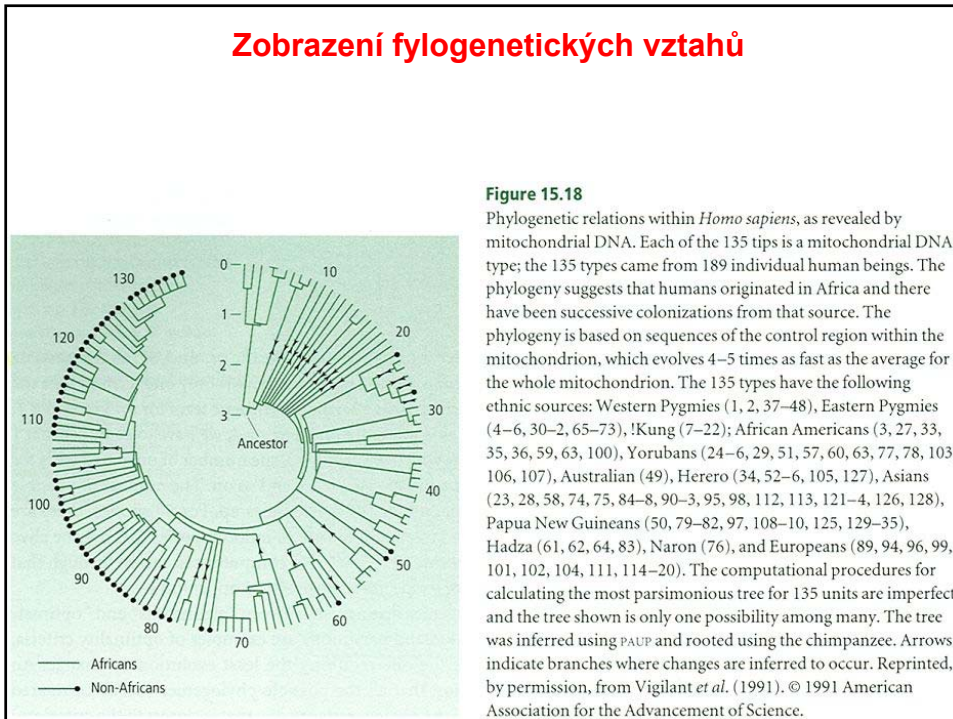 Zobrazení fylogenetických vztahů
Figure 15.18
Phylogenetic relations within Homo sapiens, as revealed by
mitochondrial DNA. Each of the 135 tips is a mitochondrial DNA
type; the 135 types came from 189 individual human beings. The
phylogeny suggests that humans originated in Africa and there
have been successive colonizations from that source. The
phylogeny is based on sequences of the control region within the
mitochondrion, which evolves 4–5 times as fast as the average for
the whole mitochondrion. The 135 types have the following
ethnic sources: Western Pygmies (1, 2, 37–48), Eastern Pygmies
(4–6, 30–2, 65–73), !Kung (7–22); African Americans (3, 27, 33,
35, 36, 59, 63, 100), Yorubans (24–6, 29, 51, 57, 60, 63, 77, 78, 103
106, 107), Australian (49), Herero (34, 52–6, 105, 127), Asians
(23, 28, 58, 74, 75, 84–8, 90–3, 95, 98, 112, 113, 121–4, 126, 128),
Papua New Guineans (50, 79–82, 97, 108–10, 125, 129–35),
Hadza (61, 62, 64, 83), Naron (76), and Europeans (89, 94, 96, 99,
101, 102, 104, 111, 114–20). The computational procedures for
calculating the most parsimonious tree for 135 units are imperfect
and the tree shown is only one possibility among many. The tree
was inferred using PAUP and rooted using the chimpanzee. Arrows
indicate branches where changes are inferred to occur. Reprinted,
by permission, from Vigilant et al. (1991). © 1991 American
Association for the Advancement of Science.
0
1
2
3
Ancestor
10
20
30
40
50
60
70
80
90
100
110
120
130
Africans
Non-Africans